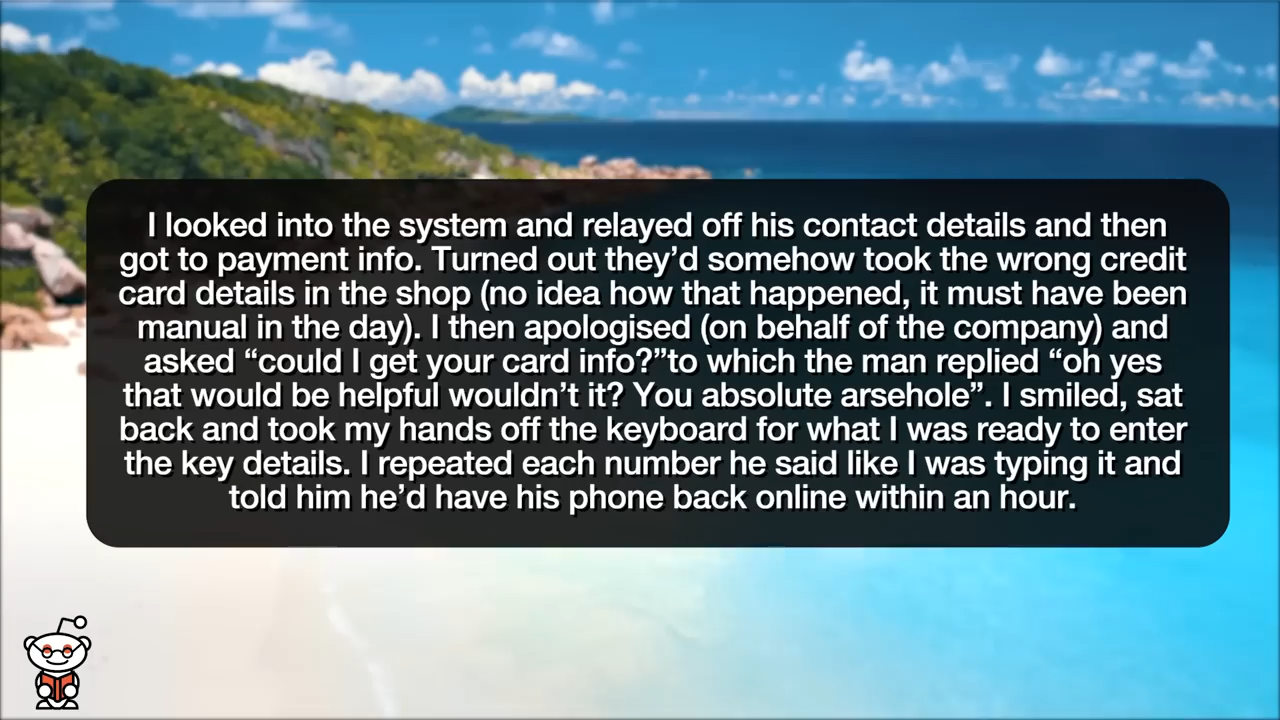 I looked into the system and relayed off his contact details and then
got to payment info. Turned out they’d somehow took the wrong credit
card details in the shop (no idea how that happened, it must have been
manual in the day). I then apologised (on behalf of the company) and
asked “could I get your card info?”to which the man replied “oh yes
that would be helpful wouldn’t it? You absolute arsehole”. I smiled, sat
back and took my hands off the keyboard for what I was ready to enter
the key details. I repeated each number he said like I was typing it and
told him he’d have his phone back online within an hour.